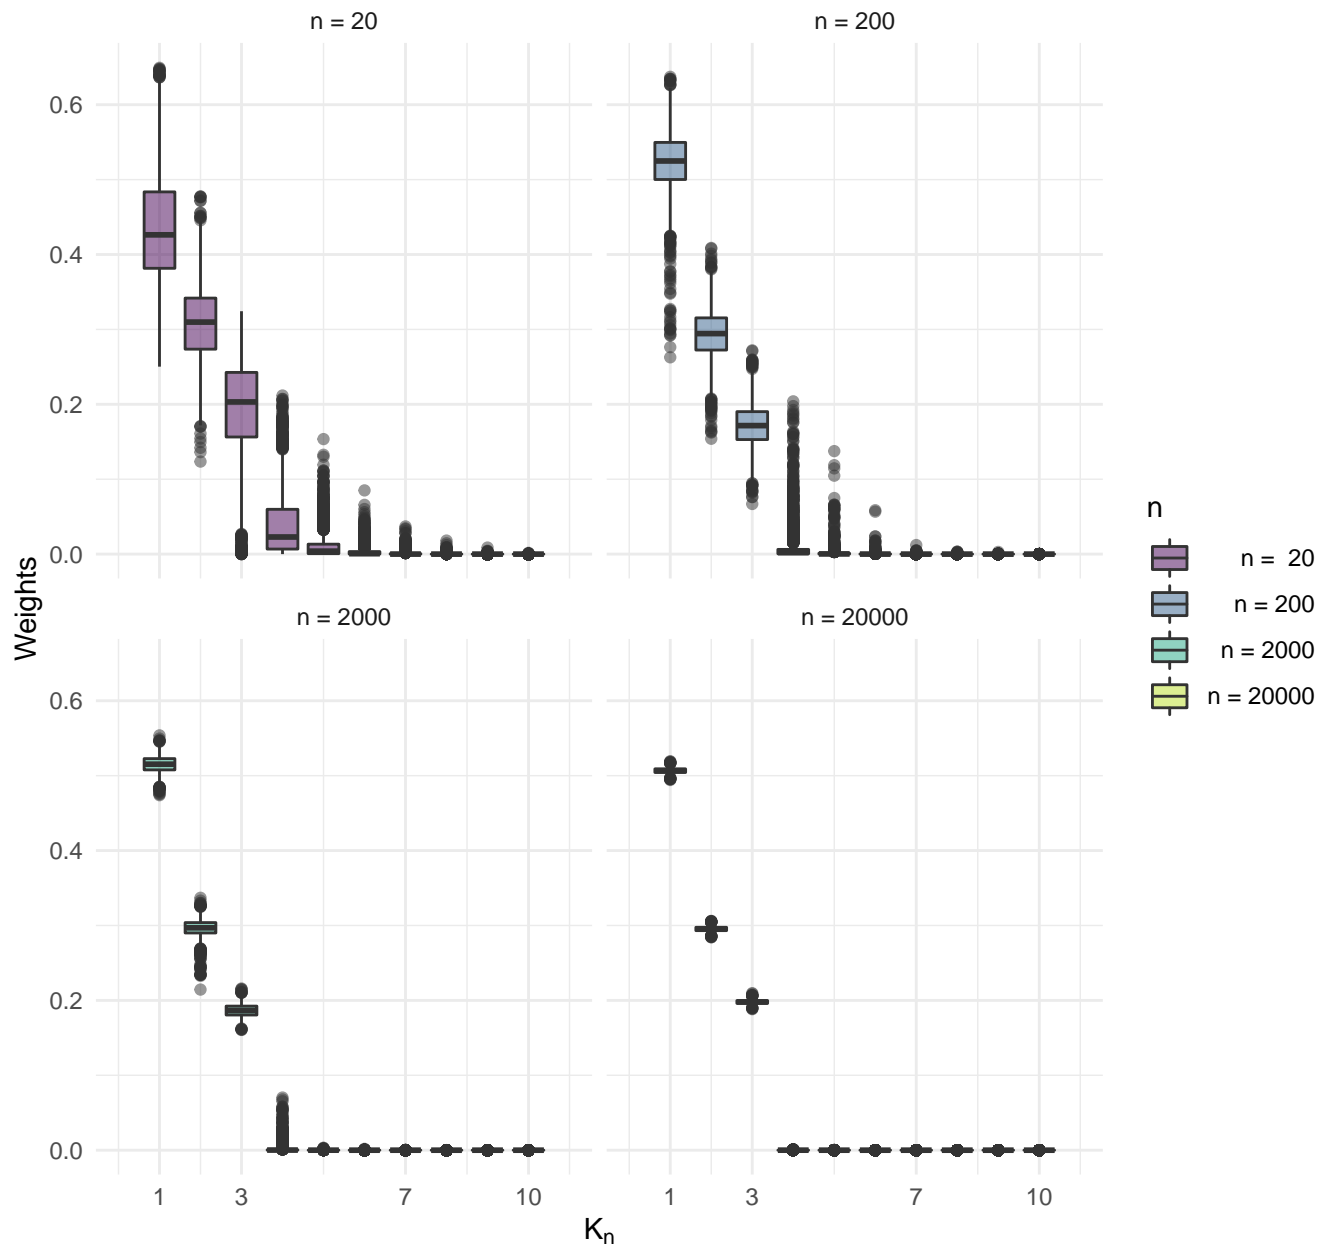 n = 20
n = 200
0.6
0.4
0.2
0.0
Weights
n = 2000
n = 20000
0.6
0.4
0.2
0.0
1 3 7 10
1 3 7 10
Kn
n
n = 20
n = 200
n = 2000
n = 20000